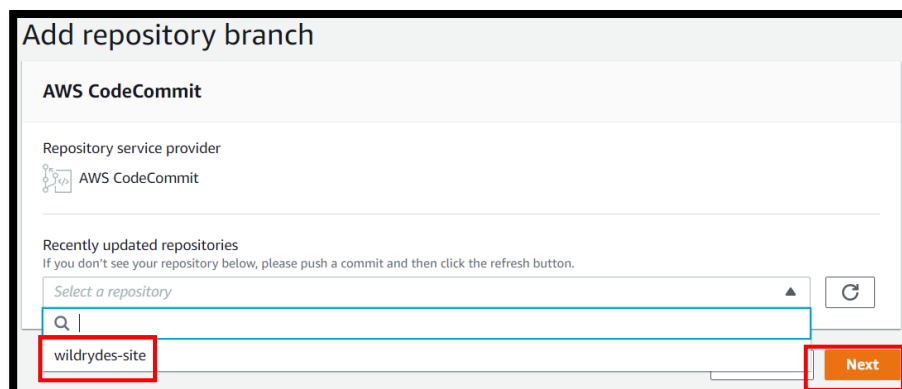 Add repository branch
AWS CodeCommit
Repository service provider
AWS CodeCommit
Recently updated repositories
If you don't see your repository below, please push a commit and then click the refresh button.
Select a repository
wildrydes-site
Next